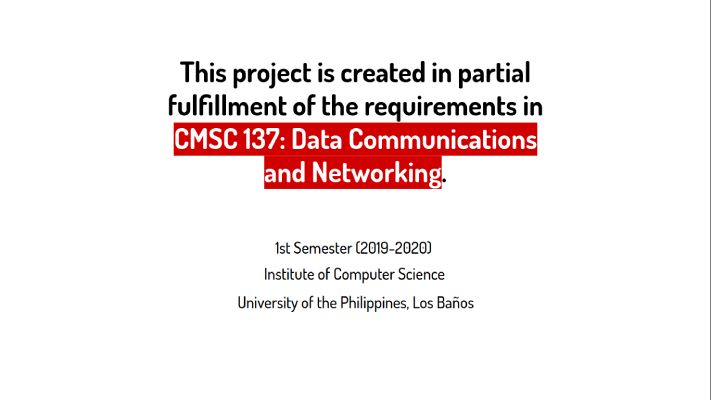 This project is created in partial
fulfillment of the requirements in
CMSC 137: Data Communications
and Networking.
1st Semester (2019-2020)
Institute of Computer Science
University of the Philippines, Los Baños